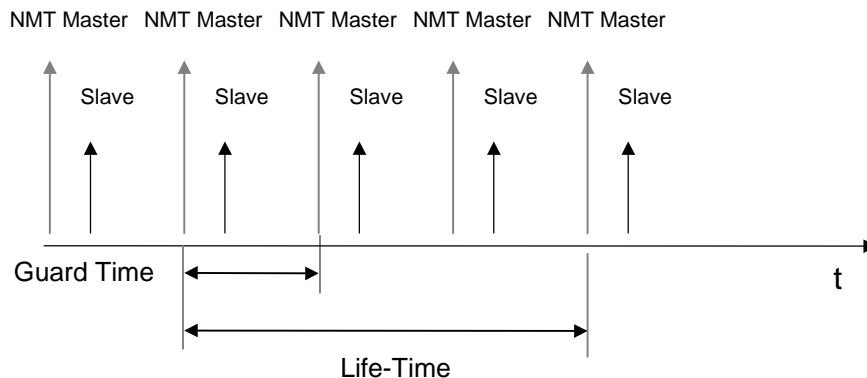 NMT Master NMT Master NMT Master NMT Master NMT Master
Slave Slave Slave Slave Slave
Guard Time t
Life-Time